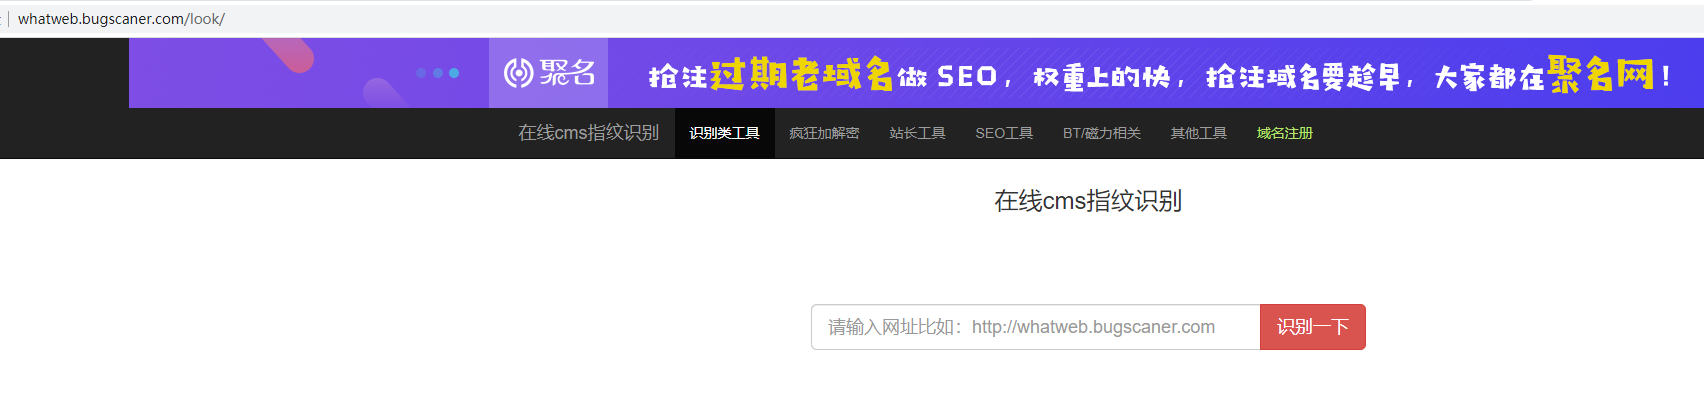 whatweb.bugscaner.com/look/
聚名 抢注过期老域名做 SEO，权重上的快，抢注域名要趁早，大家都在聚名网！
在线cms指纹识别 识别类工具 疯狂加解密 站长工具 SEO工具 BT/磁力相关 其他工具 域名注册
在线cms指纹识别
请输入网址比如：http://whatweb.bugscaner.com 识别一下